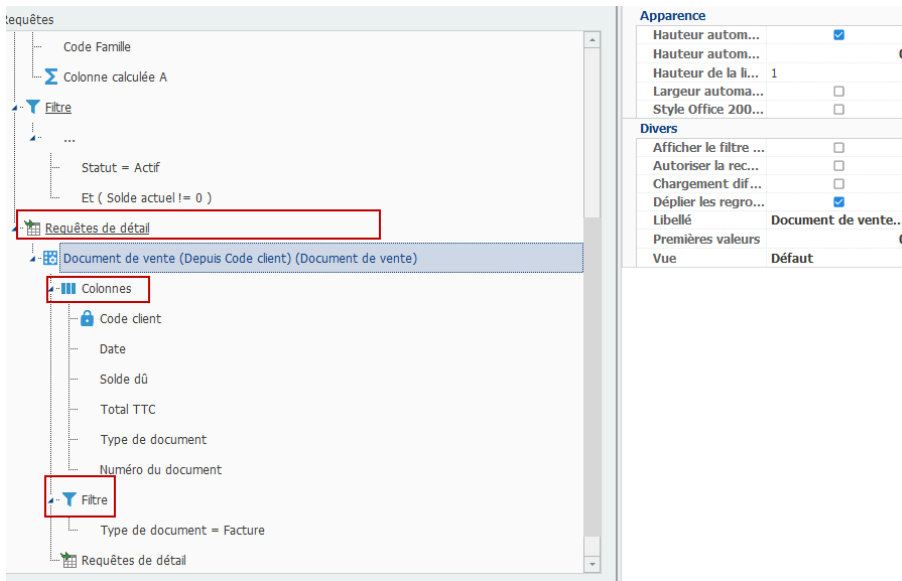 Requêtes
Code Famille
Colonne calculée A
Filtre
...
Statut = Actif
Et ( Solde actuel != 0 )
Requêtes de détail
Document de vente (Depuis Code client) (Document de vente)
Colonnes
Code client
Date
Solde dû
Total TTC
Type de document
Numéro du document
Filtre
Type de document = Facture
Requêtes de détail
Apparence
Hauteur autom...
Hauteur autom... 0
Hauteur de la li... 1
Largeur automa...
Style Office 200...
Divers
Afficher le filtre ...
Autoriser la rec...
Chargement dif...
Déplier les regro...
Libellé Document de vente...
Premières valeurs 0
Vue Défaut